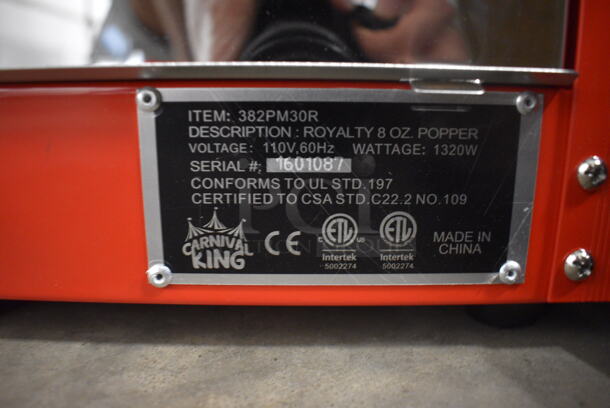 ITEM: 382PM30R
DESCRIPTION : ROYALTY 8 OZ. POPPER
VOLTAGE: 110V,60Hz WATTAGE: 1320W
SERIAL #: 1601087
CONFORMS TO UL STD.197
CERTIFIED TO CSA STD.C22.2 NO.109
CARNIVAL KING
CE
C ETL US
Intertek
5002274
ETL
Intertek
5002274
MADE IN
CHINA
PCI